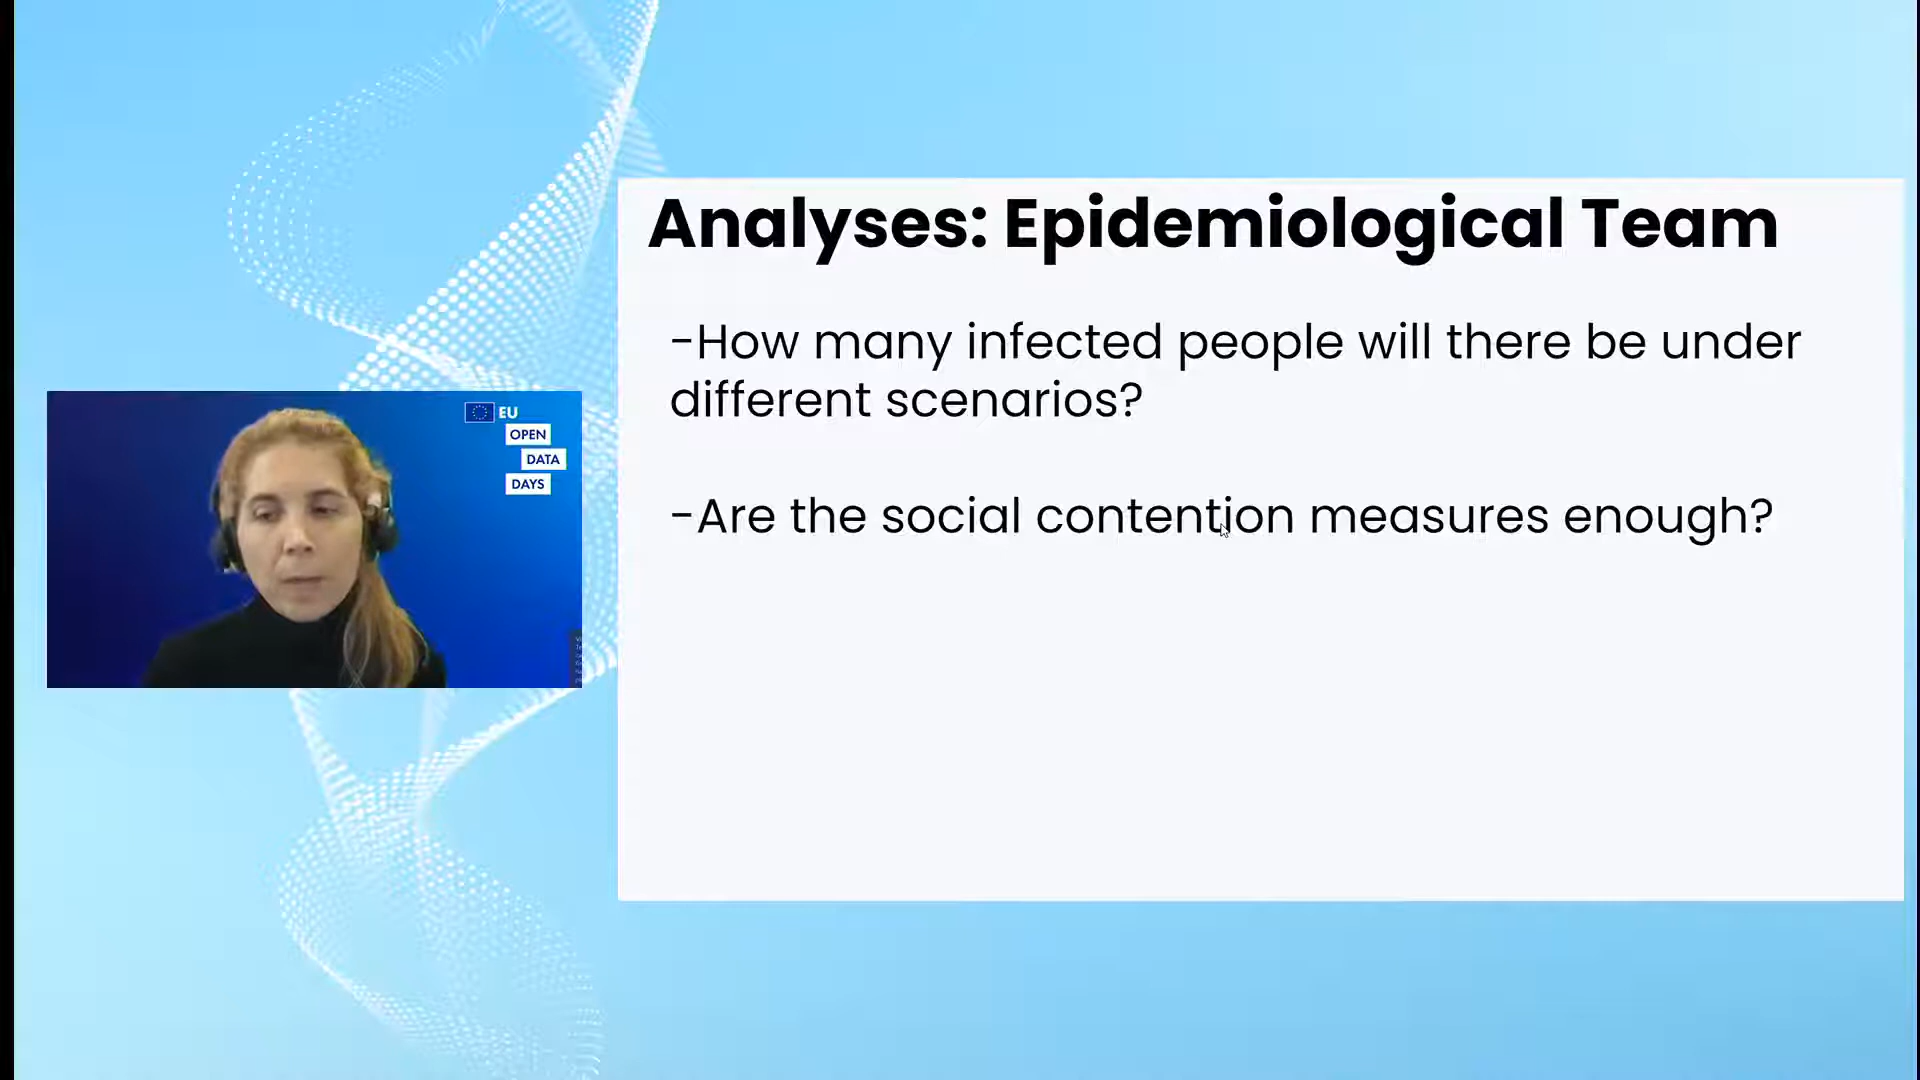 Analyses: Epidemiological Team
-How many infected people will there be under
different scenarios?
-Are the social contention measures enough?
EU
OPEN
DATA
DAYS